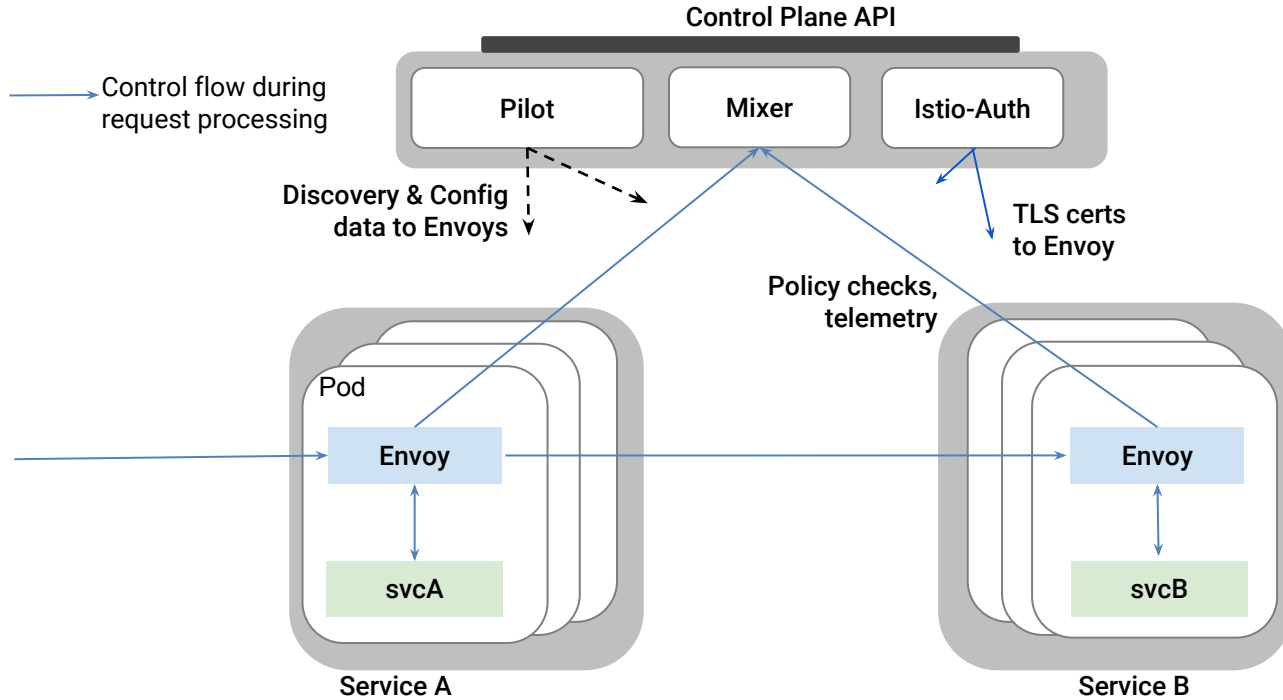 Control Plane API
Control flow during
request processing
Pilot
Mixer
Istio-Auth
Discovery & Config
data to Envoys
TLS certs
to Envoy
Policy checks,
telemetry
Pod
Envoy
Envoy
svcA
svcB
Service A
Service B